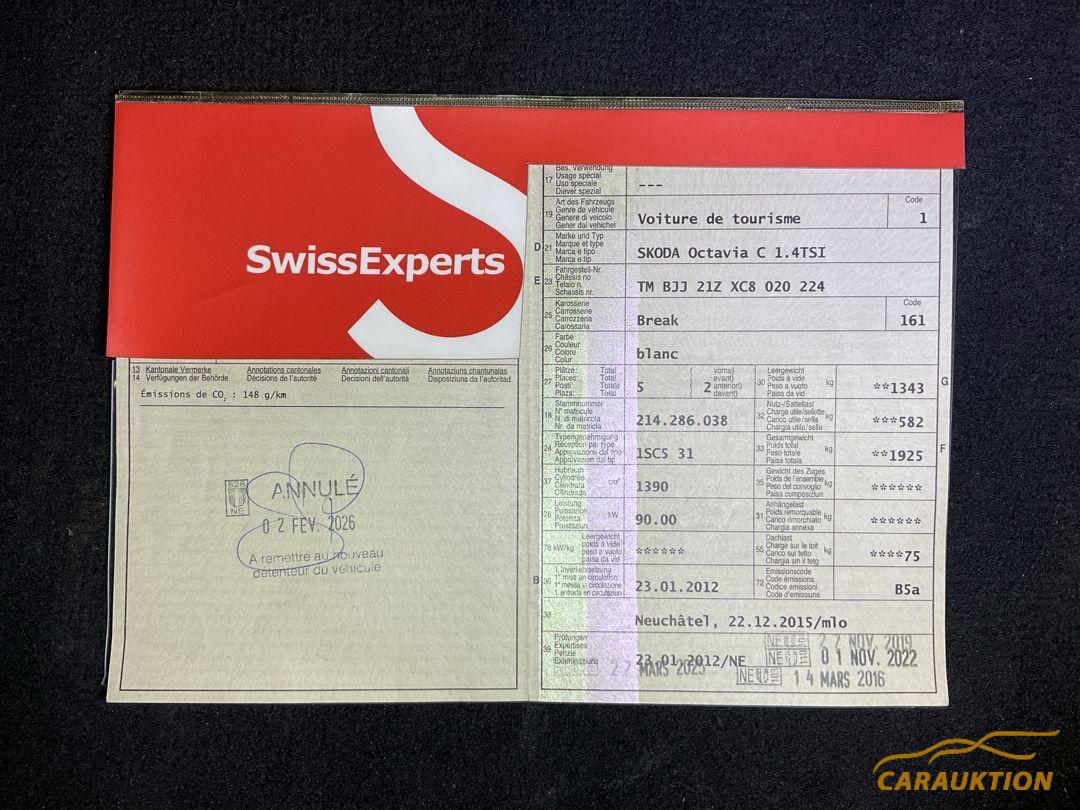 SwissExperts
13 Kantonale Vermerke Annotations cantonales Annotazioni cantonali Annotaziuns chantunalas
14 Verfügungen der Behörde Décisions de l'autorité Decisioni dell'autorità Disposiziuns da l'autoritad
Émissions de CO₂ : 148 g/km
528
NE
ANNULÉ
0 2 FEV. 2026
A remettre au nouveau
détenteur du véhicule
17
Bes. Verwendung
Usage spécial
Uso speciale
Diever spezial
---
19
Art des Fahrzeugs
Genre de véhicule
Genere di veicolo
Gener dal vehichel
Voiture de tourisme
Code
1
D 21
Marke und Typ
Marque et type
Marca e tipo
Marca e tip
SKODA Octavia C 1.4TSI
E 23
Fahrgestell-Nr.
Châssis no
Telaio n.
Schassis nr.
TM BJJ 21Z XC8 020 224
25
Karosserie
Carrosserie
Carrozzeria
Carossaria
Break
Code
161
26
Farbe
Couleur
Colore
Colur
blanc
27
Plätze: Total
Places: Total
Posti: Totale
Plazs: Total
5
2
vorne)
avant)
anteriori)
davant)
30
Leergewicht
Poids à vide
Peso a vuoto
Paisa da vid
kg
**1343
G
18
Stammnummer
N° matricule
N. di matricola
Nr. da matricla
214.286.038
32
Nutz-/Sattellast
Charge utile/sellette
Carico utile/sella
Chargia utila/sella
kg
***582
24
Typengenehmigung
Réception par type
Approvazione del tipo
Approvaziun dal tip
1SC5 31
33
Gesamtgewicht
Poids total
Peso totale
Paisa totala
kg
**1925
F
37
Hubraum
Cylindrée
Cilindrata
Cilindrada
cm³
1390
35
Gewicht des Zuges
Poids de l'ensemble
Peso del convoglio
Paisa cumposiziun
kg
******
76
Leistung
Puissance
Potenza
Prestaziun
kW
90.00
31
Anhängelast
Poids remorquable
Carico rimorchiato
Chargia annexa
kg
******
78 kW/kg
Leergewicht
poids à vide
peso a vuoto
paisa da vid
******
55
Dachlast
Charge sur le toit
Carico sul tetto
Chargia sin il tetg
kg
****75
B 36
1. Inverkehrsetzung
1re mise en circulation
1a messa in circolazione
1. entrada en circulaziun
23.01.2012
72
Emissionscode
Code émissions
Codice emissioni
Code d'emissiuns
B5a
38
Neuchâtel, 22.12.2015/mlo
39
Prüfungen
Expertises
Perizie
Examinaziuns
23.01.2012/NE
27 MARS 2025
NE
2 7 NOV. 2019
NE
0 1 NOV. 2022
NE
1 4 MARS 2016
CARAUKTION